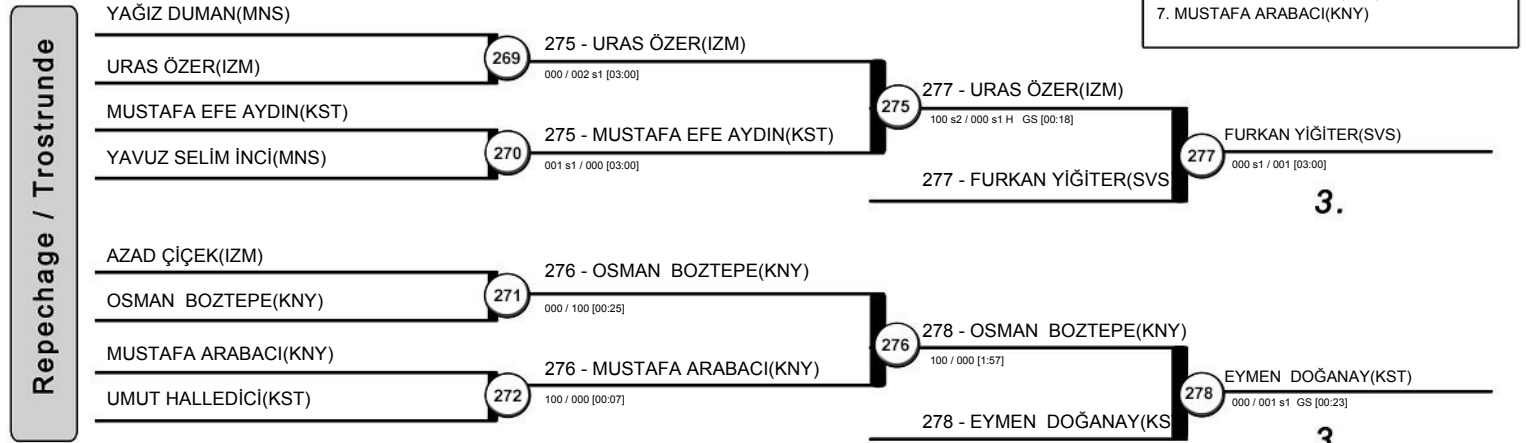 Repechage / Trostrunde
YAĞIZ DUMAN(MNS)
URAS ÖZER(IZM)
269
275 - URAS ÖZER(IZM)
000 / 002 s1 [03:00]
MUSTAFA EFE AYDIN(KST)
YAVUZ SELİM İNCİ(MNS)
270
275 - MUSTAFA EFE AYDIN(KST)
001 s1 / 000 [03:00]
275
277 - URAS ÖZER(IZM)
100 s2 / 000 s1 H GS [00:18]
277 - FURKAN YİĞİTER(SVS
277
FURKAN YİĞİTER(SVS)
000 s1 / 001 [03:00]
3.
7. MUSTAFA ARABACI(KNY)
AZAD ÇİÇEK(IZM)
OSMAN BOZTEPE(KNY)
271
276 - OSMAN BOZTEPE(KNY)
000 / 100 [00:25]
MUSTAFA ARABACI(KNY)
UMUT HALLEDİCİ(KST)
272
276 - MUSTAFA ARABACI(KNY)
100 / 000 [00:07]
276
278 - OSMAN BOZTEPE(KNY)
100 / 000 [1:57]
278 - EYMEN DOĞANAY(KS
278
EYMEN DOĞANAY(KST)
000 / 001 s1 GS [00:23]
3